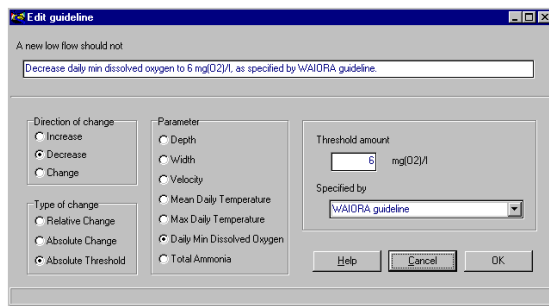 Edit guideline
A new low flow should not
Decrease daily min dissolved oxygen to 6 mg(O2)/l, as specified by WAIORA guideline.
Direction of change
Increase
Decrease
Change
Type of change
Relative Change
Absolute Change
Absolute Threshold
Parameter
Depth
Width
Velocity
Mean Daily Temperature
Max Daily Temperature
Daily Min Dissolved Oxygen
Total Ammonia
Threshold amount
6 mg(O2)/l
Specified by
WAIORA guideline
Help Cancel OK